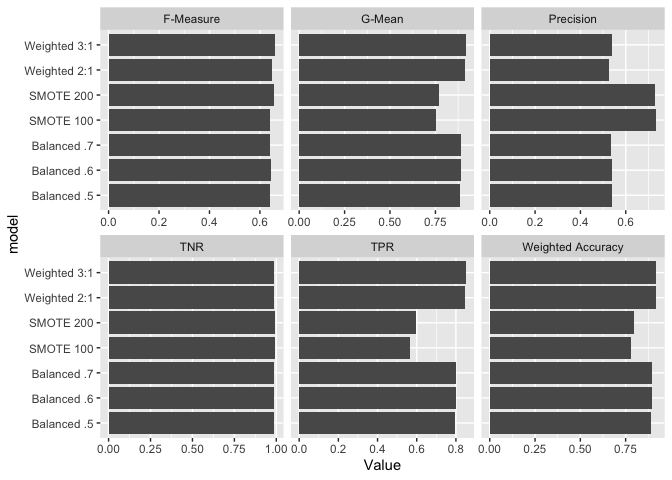 F-Measure G-Mean Precision
Weighted 3:1
Weighted 2:1
SMOTE 200
SMOTE 100
Balanced .7
Balanced .6
Balanced .5
0.0 0.2 0.4 0.6 0.00 0.25 0.50 0.75 0.0 0.2 0.4 0.6
model
TNR TPR Weighted Accuracy
Weighted 3:1
Weighted 2:1
SMOTE 200
SMOTE 100
Balanced .7
Balanced .6
Balanced .5
0.00 0.25 0.50 0.75 1.00 0.0 0.2 0.4 0.6 0.8 0.00 0.25 0.50 0.75
Value